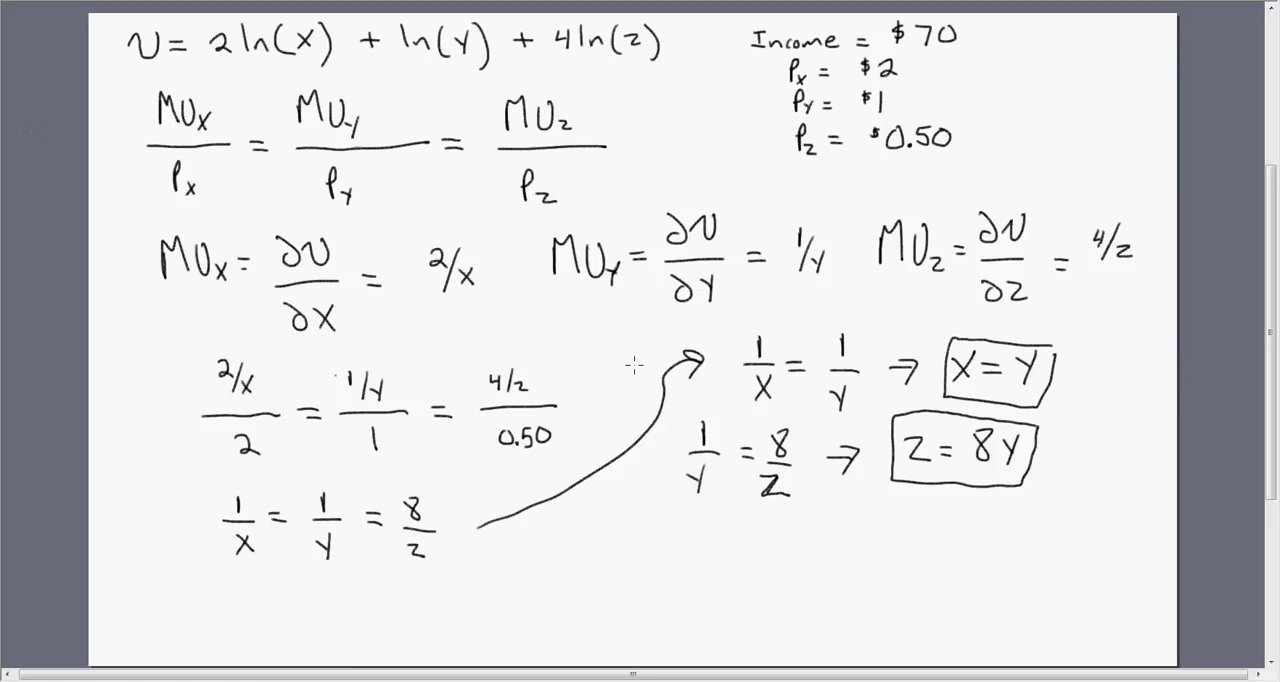 U = 2ln(X) + ln(Y) + 4ln(Z)
Income = $70
Px = $2
PY = $1
Pz = $0.50
MUX/PX = MUY/PY = MUZ/PZ
MUX = ∂U/∂X = 2/X
MUY = ∂U/∂Y = 1/Y
MUZ = ∂U/∂Z = 4/Z
2/X / 2 = 1/Y / 1 = 4/Z / 0.50
1/X = 1/Y = 8/Z
1/X = 1/Y → X = Y
1/Y = 8/Z → Z = 8Y